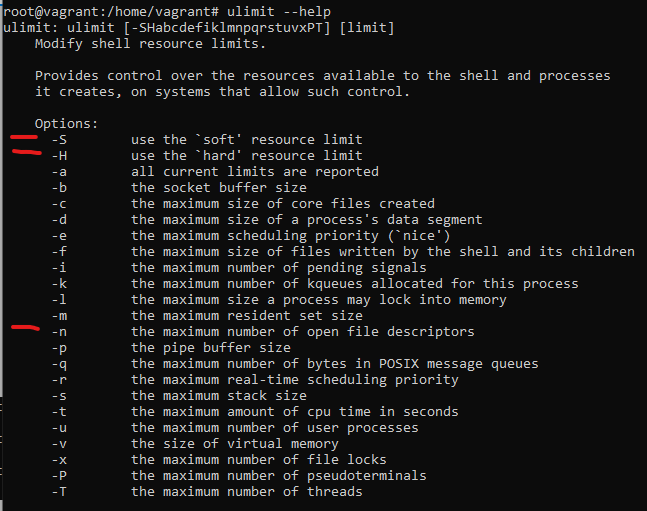 root@vagrant:/home/vagrant# ulimit --help
ulimit: ulimit [-SHabcdefiklmnpqrstuvxPT] [limit]
    Modify shell resource limits.

    Provides control over the resources available to the shell and processes
    it creates, on systems that allow such control.

    Options:
      -S        use the `soft' resource limit
      -H        use the `hard' resource limit
      -a        all current limits are reported
      -b        the socket buffer size
      -c        the maximum size of core files created
      -d        the maximum size of a process's data segment
      -e        the maximum scheduling priority (`nice')
      -f        the maximum size of files written by the shell and its children
      -i        the maximum number of pending signals
      -k        the maximum number of kqueues allocated for this process
      -l        the maximum size a process may lock into memory
      -m        the maximum resident set size
      -n        the maximum number of open file descriptors
      -p        the pipe buffer size
      -q        the maximum number of bytes in POSIX message queues
      -r        the maximum real-time scheduling priority
      -s        the maximum stack size
      -t        the maximum amount of cpu time in seconds
      -u        the maximum number of user processes
      -v        the size of virtual memory
      -x        the maximum number of file locks
      -P        the maximum number of pseudoterminals
      -T        the maximum number of threads